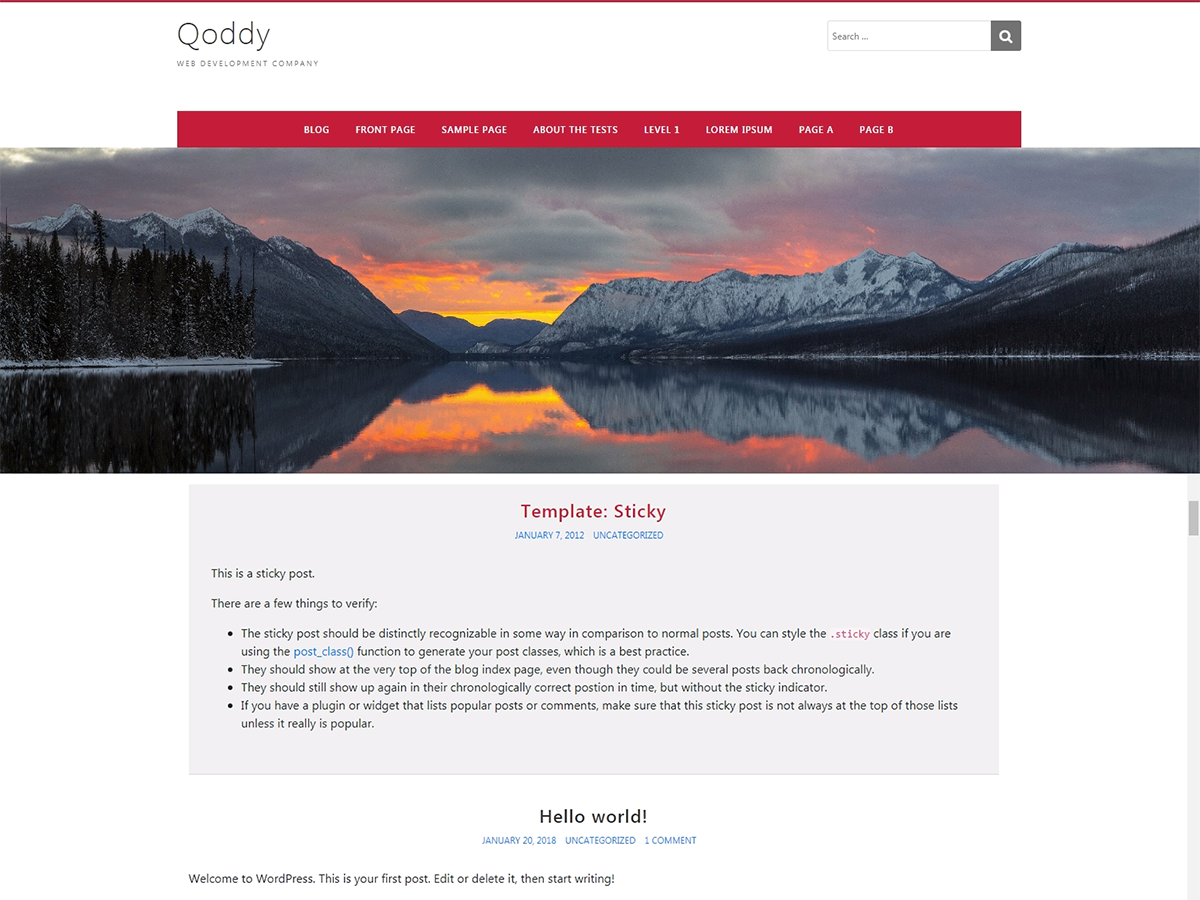 Qoddy
WEB DEVELOPMENT COMPANY
Search ...
BLOG FRONT PAGE SAMPLE PAGE ABOUT THE TESTS LEVEL 1 LOREM IPSUM PAGE A PAGE B
Template: Sticky
JANUARY 7, 2012 UNCATEGORIZED
This is a sticky post.
There are a few things to verify:
• The sticky post should be distinctly recognizable in some way in comparison to normal posts. You can style the .sticky class if you are
using the post_class() function to generate your post classes, which is a best practice.
• They should show at the very top of the blog index page, even though they could be several posts back chronologically.
• They should still show up again in their chronologically correct postion in time, but without the sticky indicator.
• If you have a plugin or widget that lists popular posts or comments, make sure that this sticky post is not always at the top of those lists
unless it really is popular.
Hello world!
JANUARY 20, 2018 UNCATEGORIZED 1 COMMENT
Welcome to WordPress. This is your first post. Edit or delete it, then start writing!